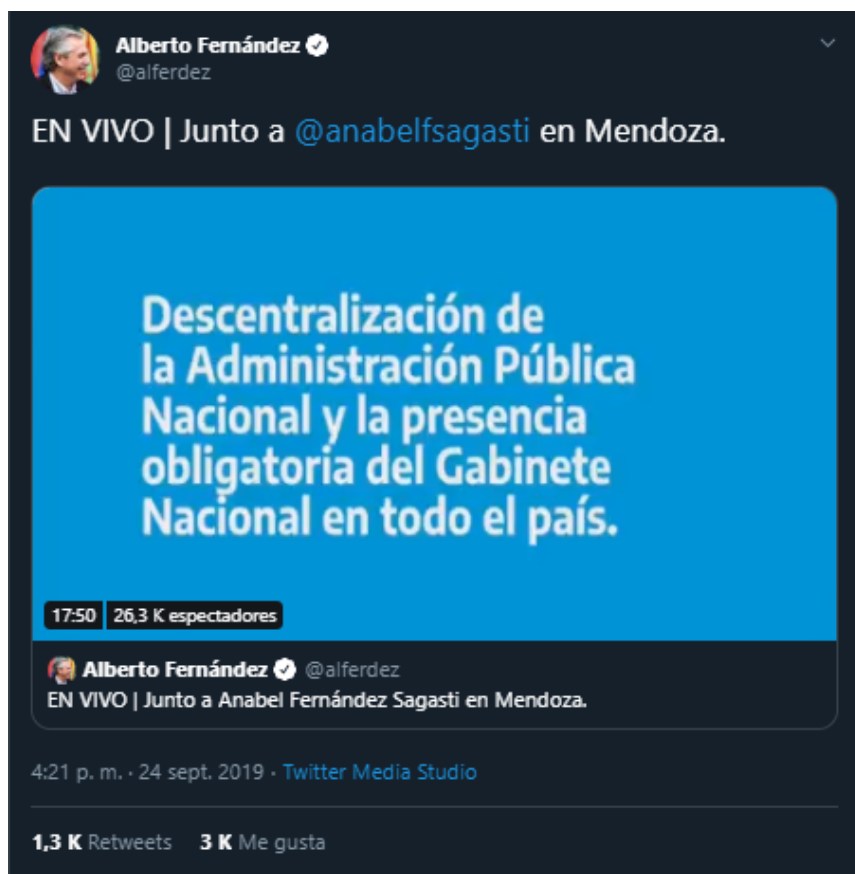 Alberto Fernández
@alferdez
EN VIVO | Junto a @anabelfsagasti en Mendoza.
Descentralización de
la Administración Pública
Nacional y la presencia
obligatoria del Gabinete
Nacional en todo el país.
17:50 26,3 K espectadores
Alberto Fernández @alferdez
EN VIVO | Junto a Anabel Fernández Sagasti en Mendoza.
4:21 p. m. · 24 sept. 2019 · Twitter Media Studio
1,3 K Retweets 3 K Me gusta